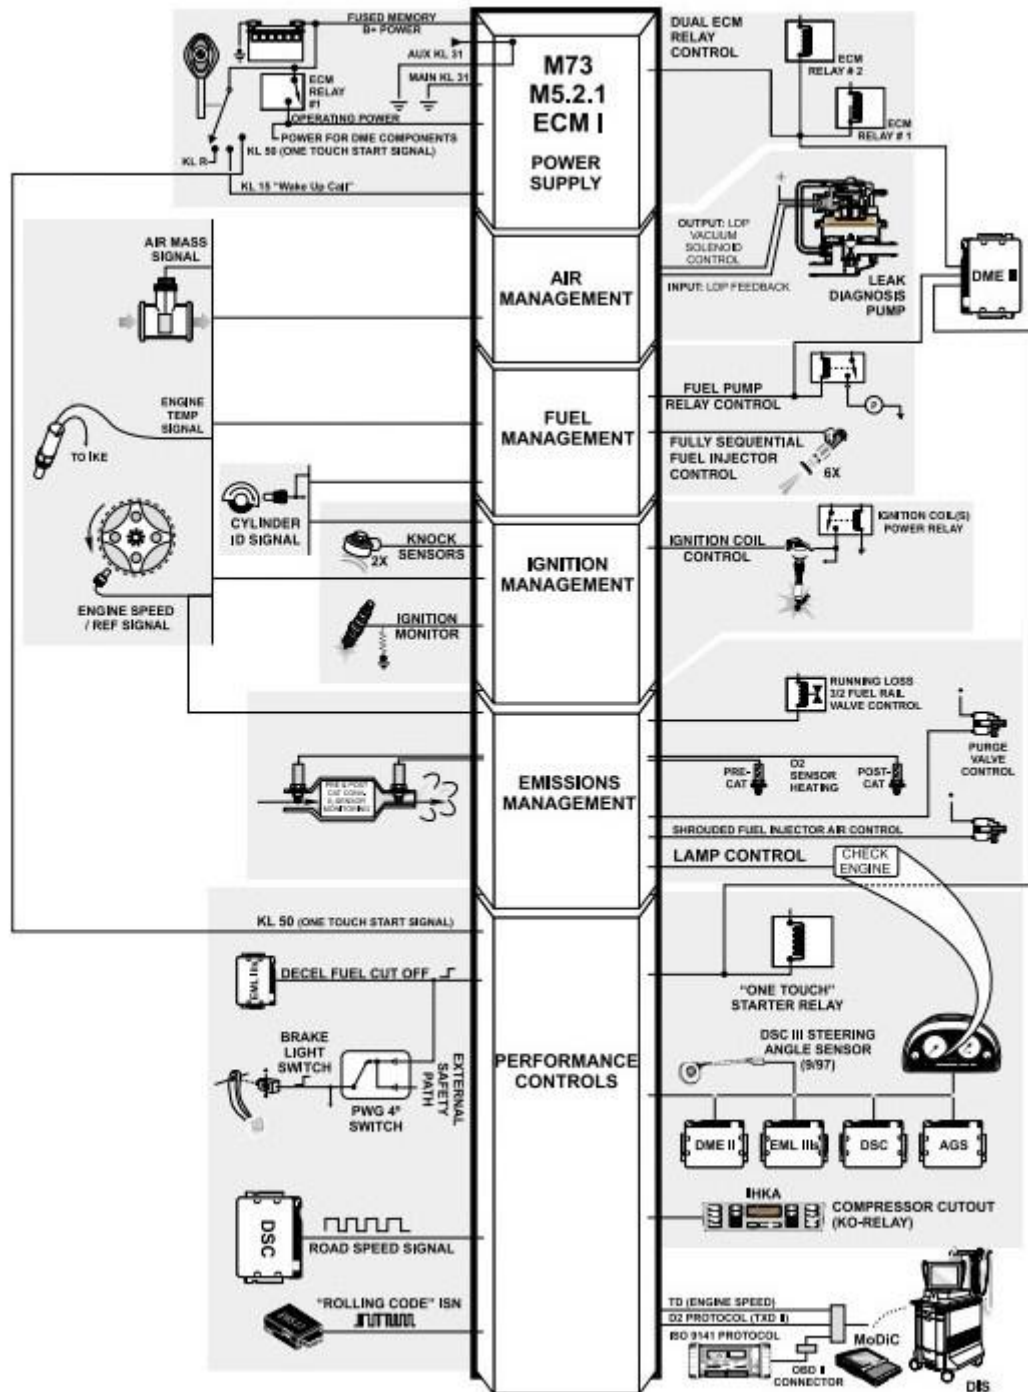 FUSED MEMORY
B+ POWER
AUX KL 31
MAIN KL 31
ECM
RELAY
#1
OPERATING POWER
POWER FOR DME COMPONENTS
KL 50 (ONE TOUCH START SIGNAL)
KL R
KL 15 "Wake Up Call"
M73
M5.2.1
ECM I
POWER
SUPPLY
DUAL ECM
RELAY
CONTROL
ECM
RELAY # 2
ECM
RELAY # 1
AIR MASS
SIGNAL
AIR
MANAGEMENT
OUTPUT: LDP
VACUUM
SOLENOID
CONTROL
INPUT: LDP FEEDBACK
LEAK
DIAGNOSIS
PUMP
DME II
ENGINE
TEMP
SIGNAL
TO IKE
FUEL
MANAGEMENT
FUEL PUMP
RELAY CONTROL
P
FULLY SEQUENTIAL
FUEL INJECTOR
CONTROL
6X
CYLINDER
ID SIGNAL
ENGINE SPEED
/ REF SIGNAL
KNOCK
SENSORS
2X
IGNITION
MONITOR
IGNITION
MANAGEMENT
IGNITION COIL
CONTROL
IGNITION COIL(S)
POWER RELAY
PRE & POST
CAT CONV.
MONITORING
EMISSIONS
MANAGEMENT
RUNNING LOSS
3/2 FUEL RAIL
VALVE CONTROL
PURGE
VALVE
CONTROL
PRE-
CAT
O2
SENSOR
HEATING
POST-
CAT
SHROUDED FUEL INJECTOR AIR CONTROL
LAMP CONTROL
CHECK
ENGINE
KL 50 (ONE TOUCH START SIGNAL)
EML IIIs
DECEL FUEL CUT OFF
BRAKE
LIGHT
SWITCH
PWG 4º
SWITCH
EXTERNAL
SAFETY
PATH
PERFORMANCE
CONTROLS
"ONE TOUCH"
STARTER RELAY
DSC III STEERING
ANGLE SENSOR
(9/97)
DME II
EML IIIs
DSC
AGS
IHKA
COMPRESSOR CUTOUT
(KO-RELAY)
DSC
ROAD SPEED SIGNAL
"ROLLING CODE" ISN
TD (ENGINE SPEED)
D2 PROTOCOL (TXD II)
ISO 9141 PROTOCOL
OBD II
CONNECTOR
MoDiC
DIS